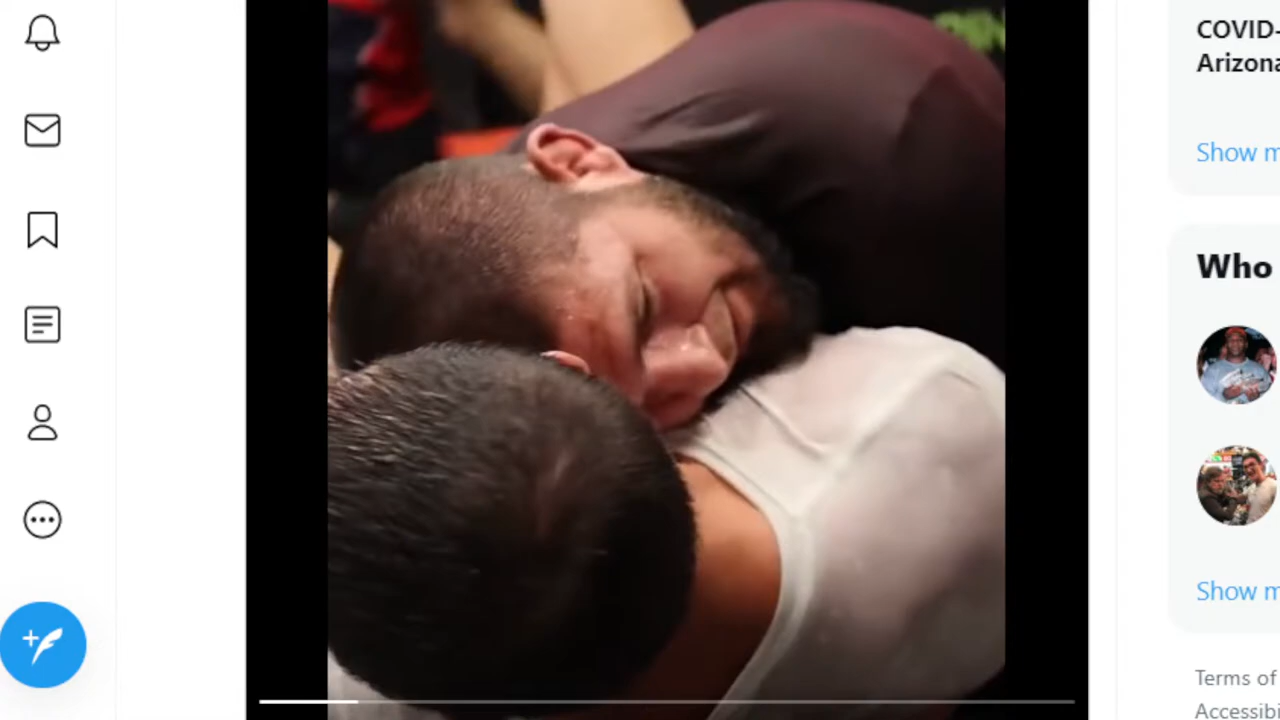 COVID-
Arizona
Show m
Who
Show m
Terms of
Accessibi